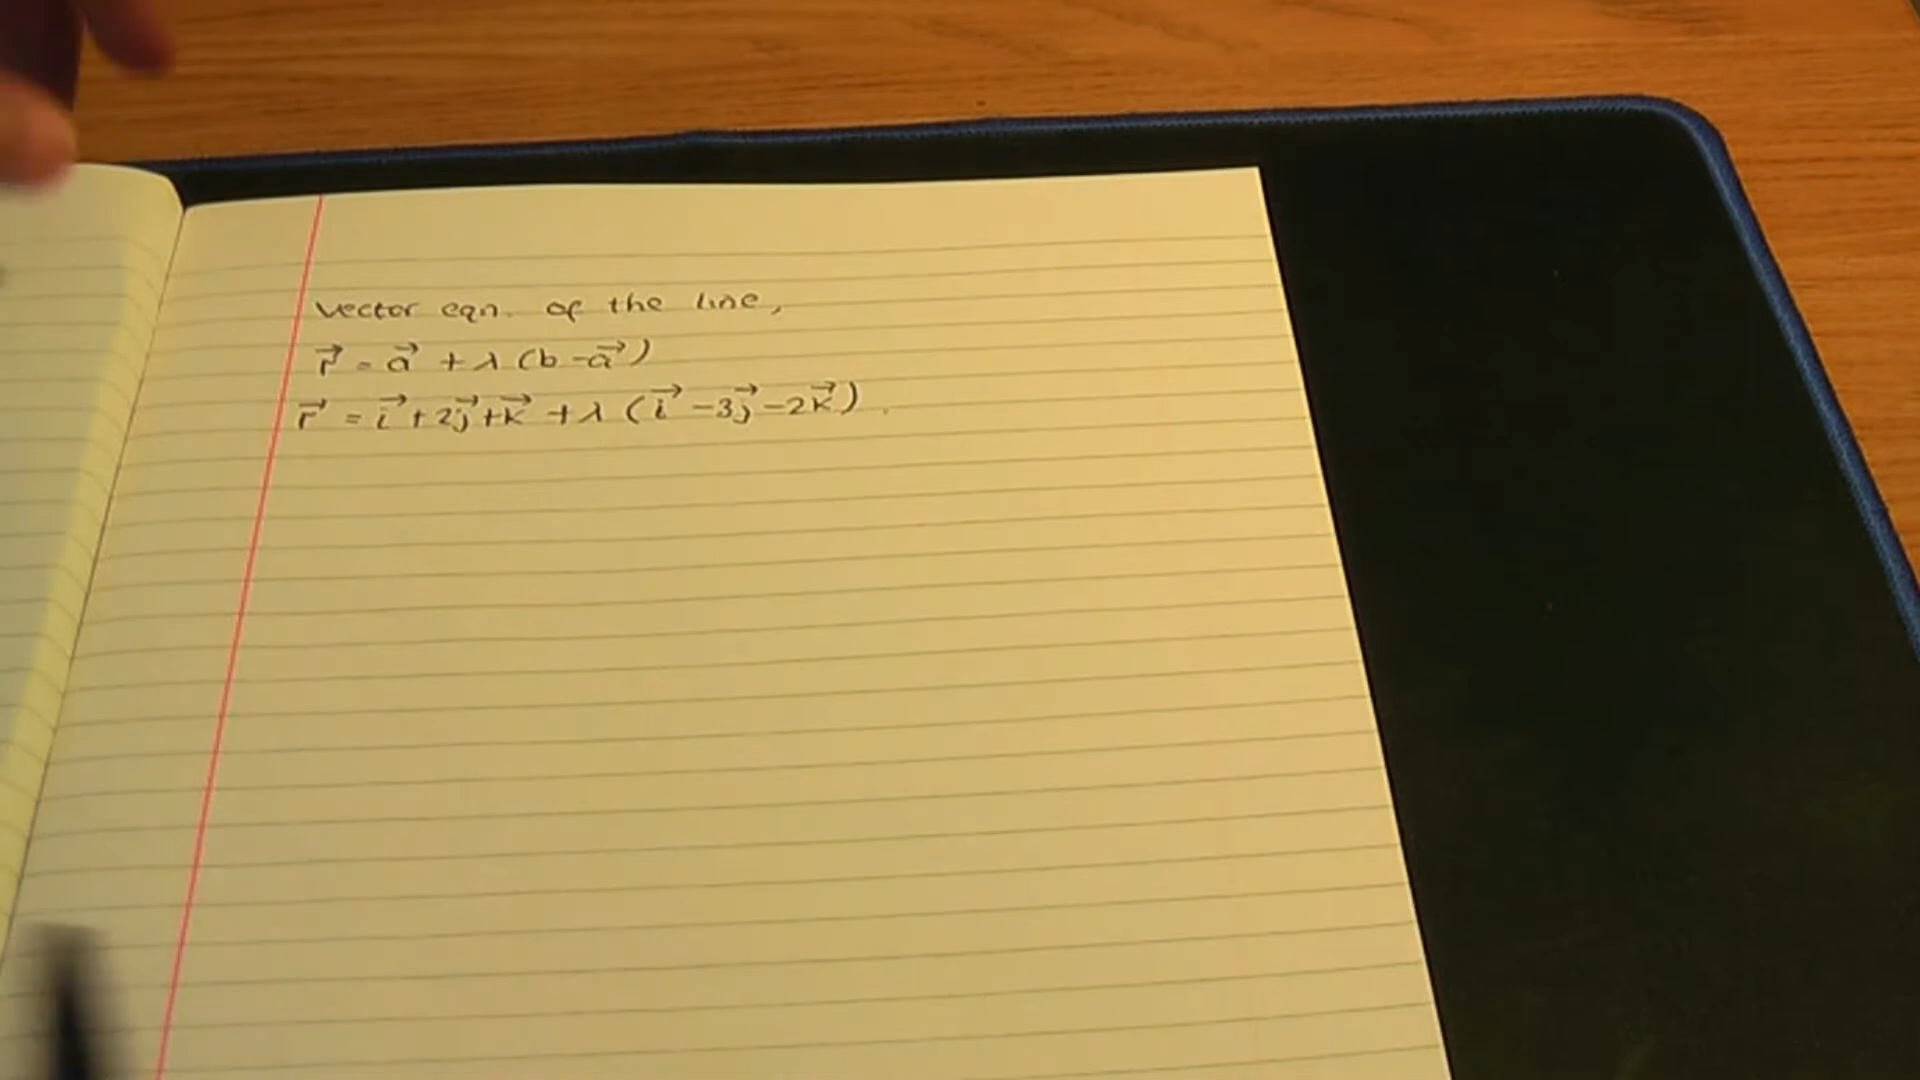 Vector eqn. of the line,
r⃗ = a⃗ + λ (b - a⃗)
r⃗ = i⃗ + 2j⃗ + k⃗ + λ (i⃗ - 3j⃗ - 2k⃗).